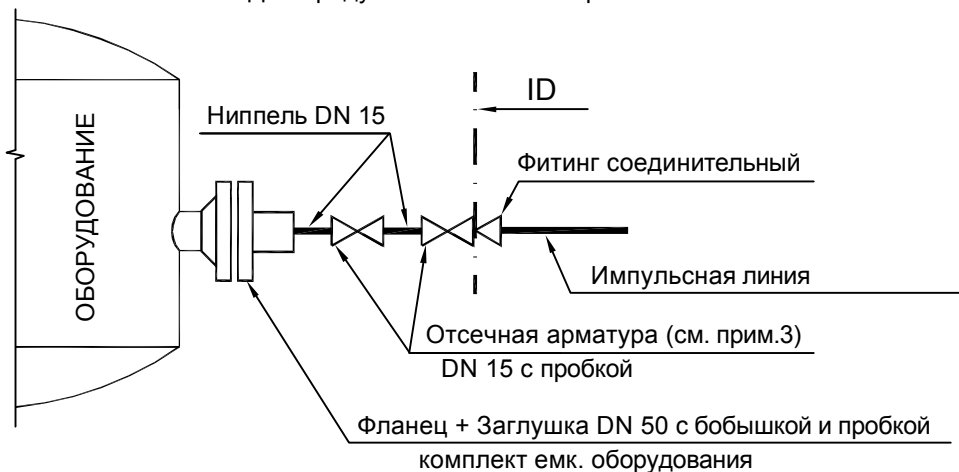 ID
Ниппель DN 15
Фитинг соединительный
ОБОРУДОВАНИЕ
Импульсная линия
Отсечная арматура (см. прим.3)
DN 15 с пробкой
Фланец + Заглушка DN 50 с бобышкой и пробкой
комплект емк. оборудования